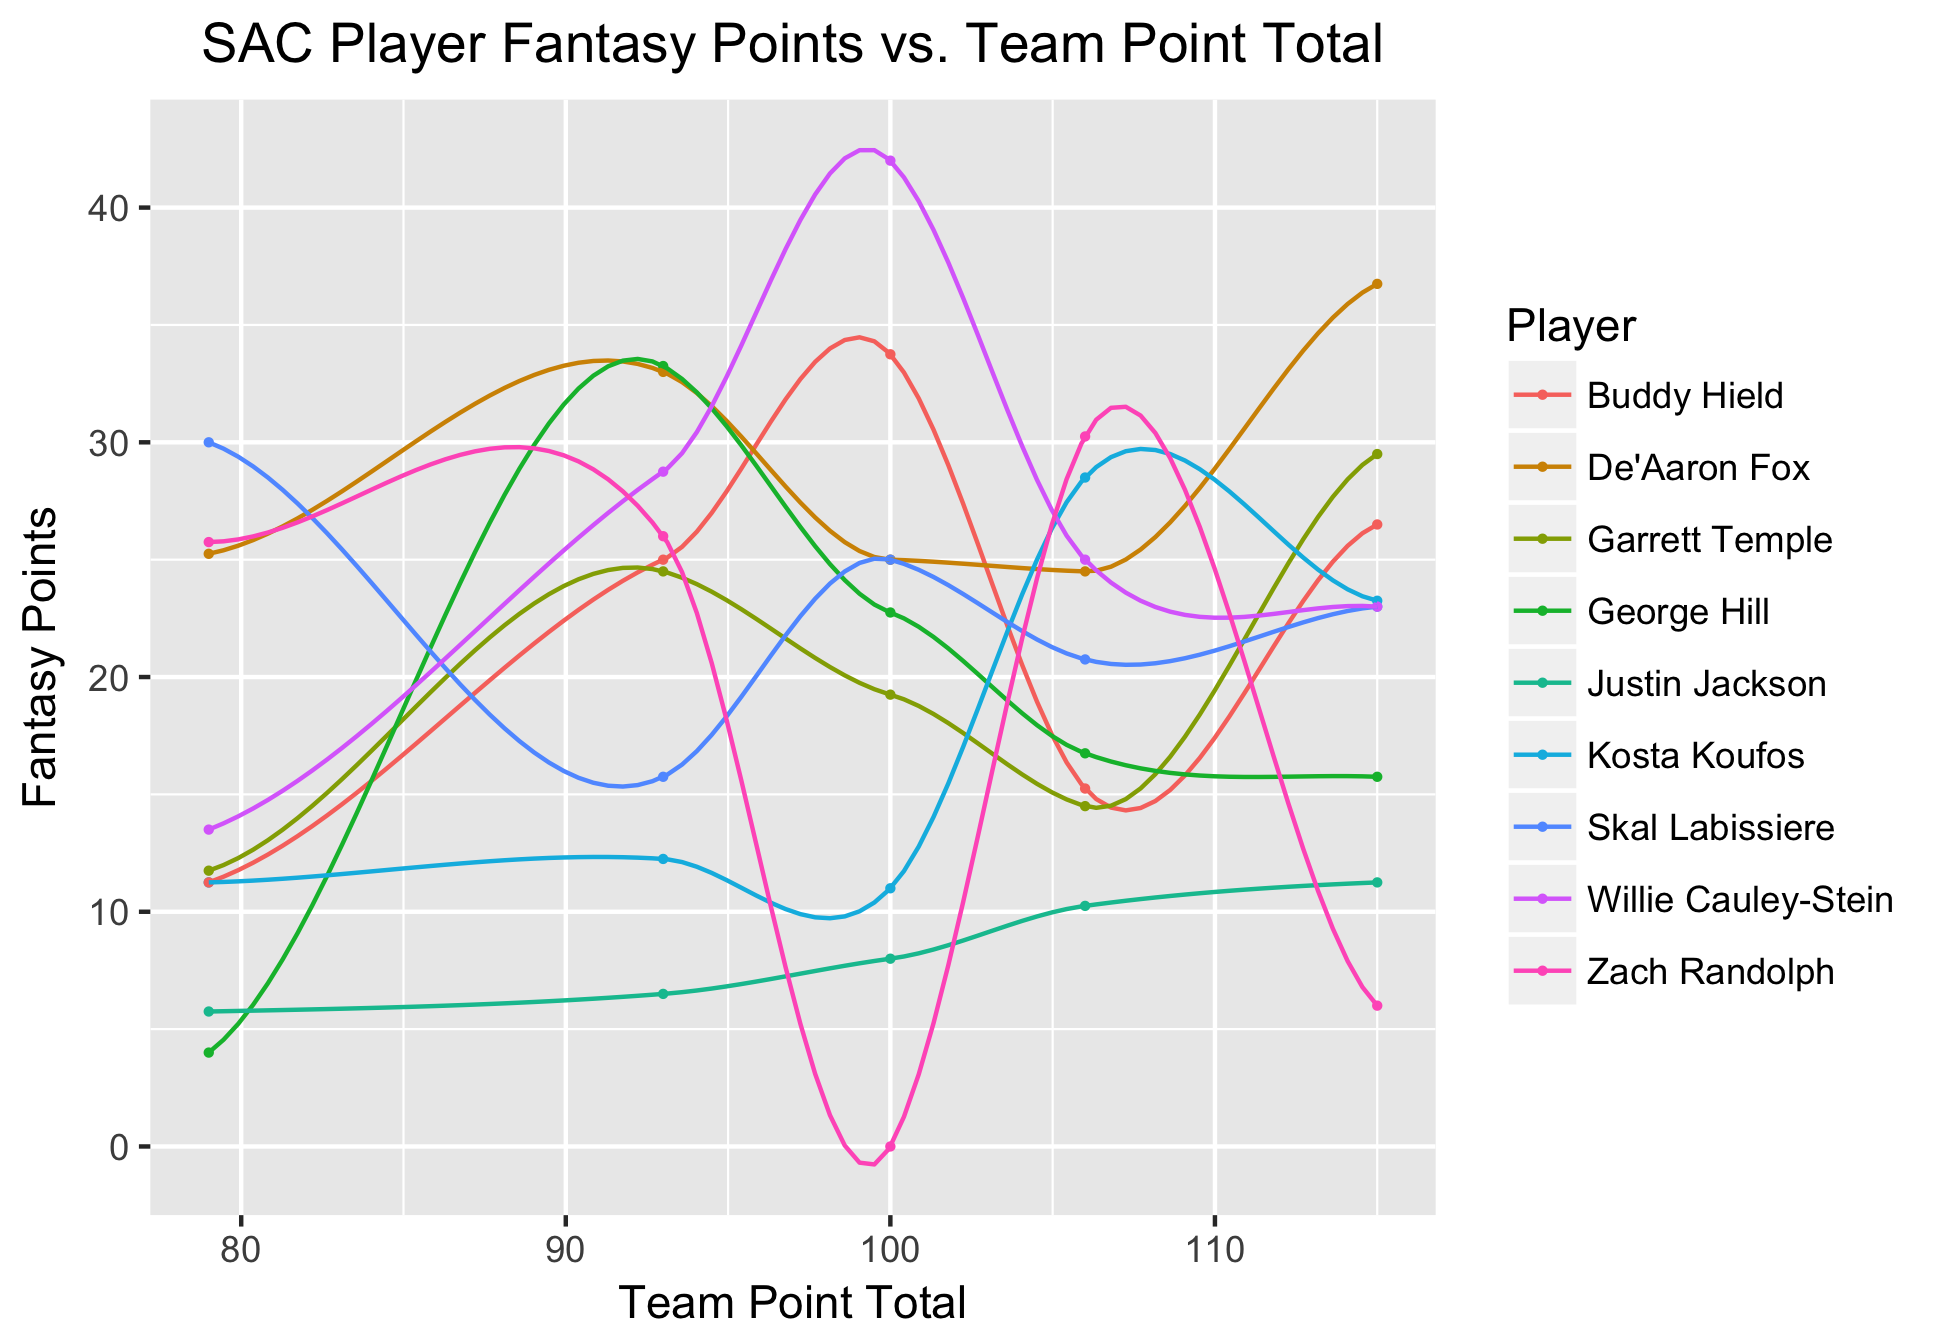 SAC Player Fantasy Points vs. Team Point Total
Fantasy Points
40
30
20
10
0
80 90 100 110
Team Point Total
Player
Buddy Hield
De'Aaron Fox
Garrett Temple
George Hill
Justin Jackson
Kosta Koufos
Skal Labissiere
Willie Cauley-Stein
Zach Randolph